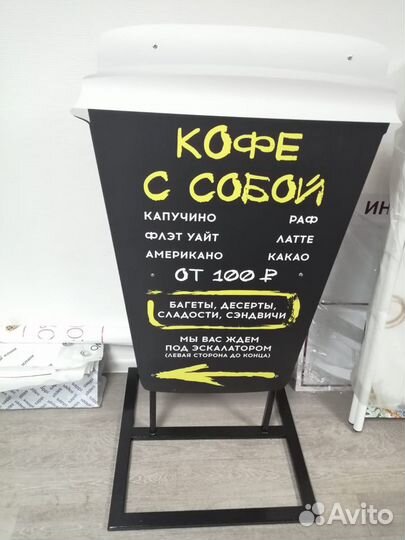 КОФЕ
С СОБОЙ
КАПУЧИНО РАФ
ФЛЭТ УАЙТ ЛАТТЕ
АМЕРИКАНО КАКАО
ОТ 100 ₽
БАГЕТЫ, ДЕСЕРТЫ,
СЛАДОСТИ, СЭНДВИЧИ
МЫ ВАС ЖДЕМ
ПОД ЭСКАЛАТОРОМ
(ЛЕВАЯ СТОРОНА ДО КОНЦА)
ИН
Avito